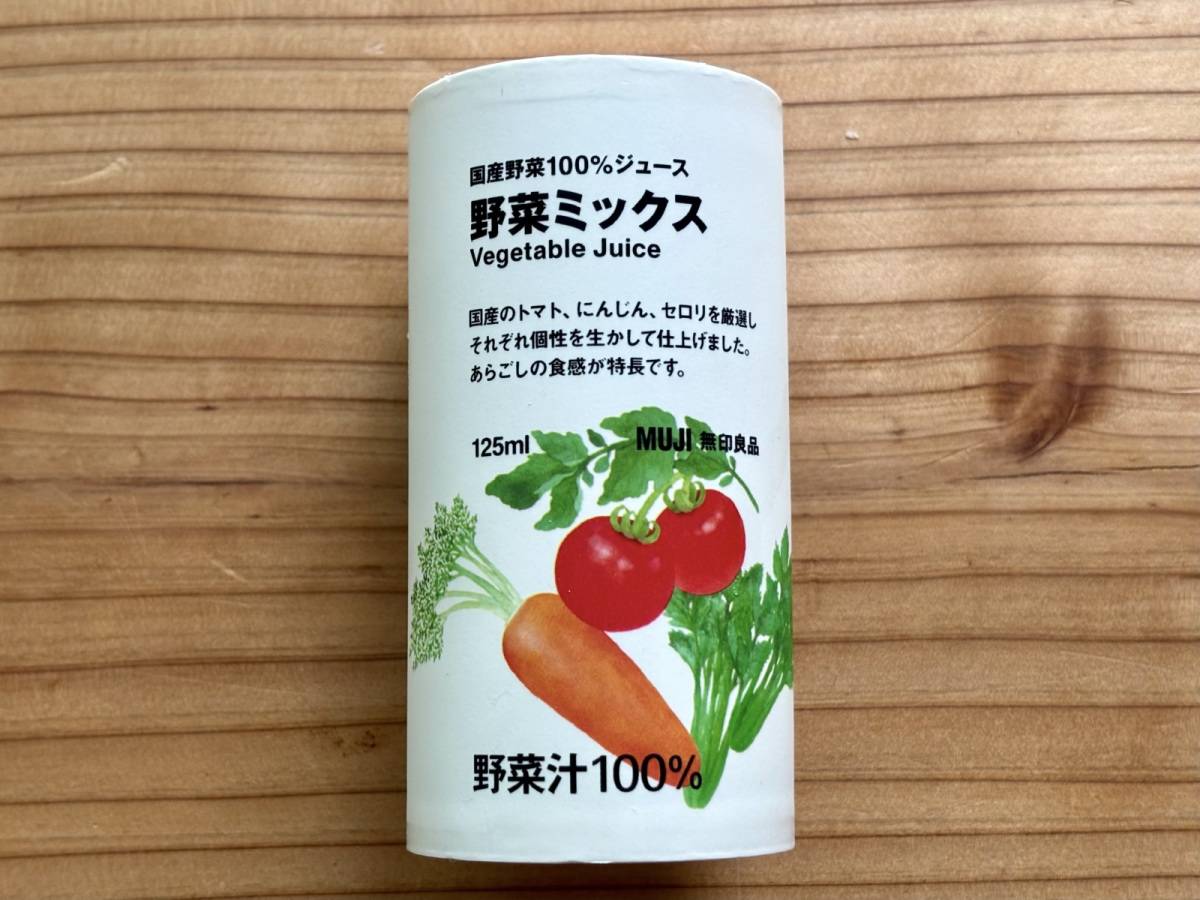 国産野菜100%ジュース
野菜ミックス
Vegetable Juice
国産のトマト、にんじん、セロリを厳選し
それぞれ個性を生かして仕上げました。
あらごしの食感が特長です。
125ml MUJI 無印良品
野菜汁100%